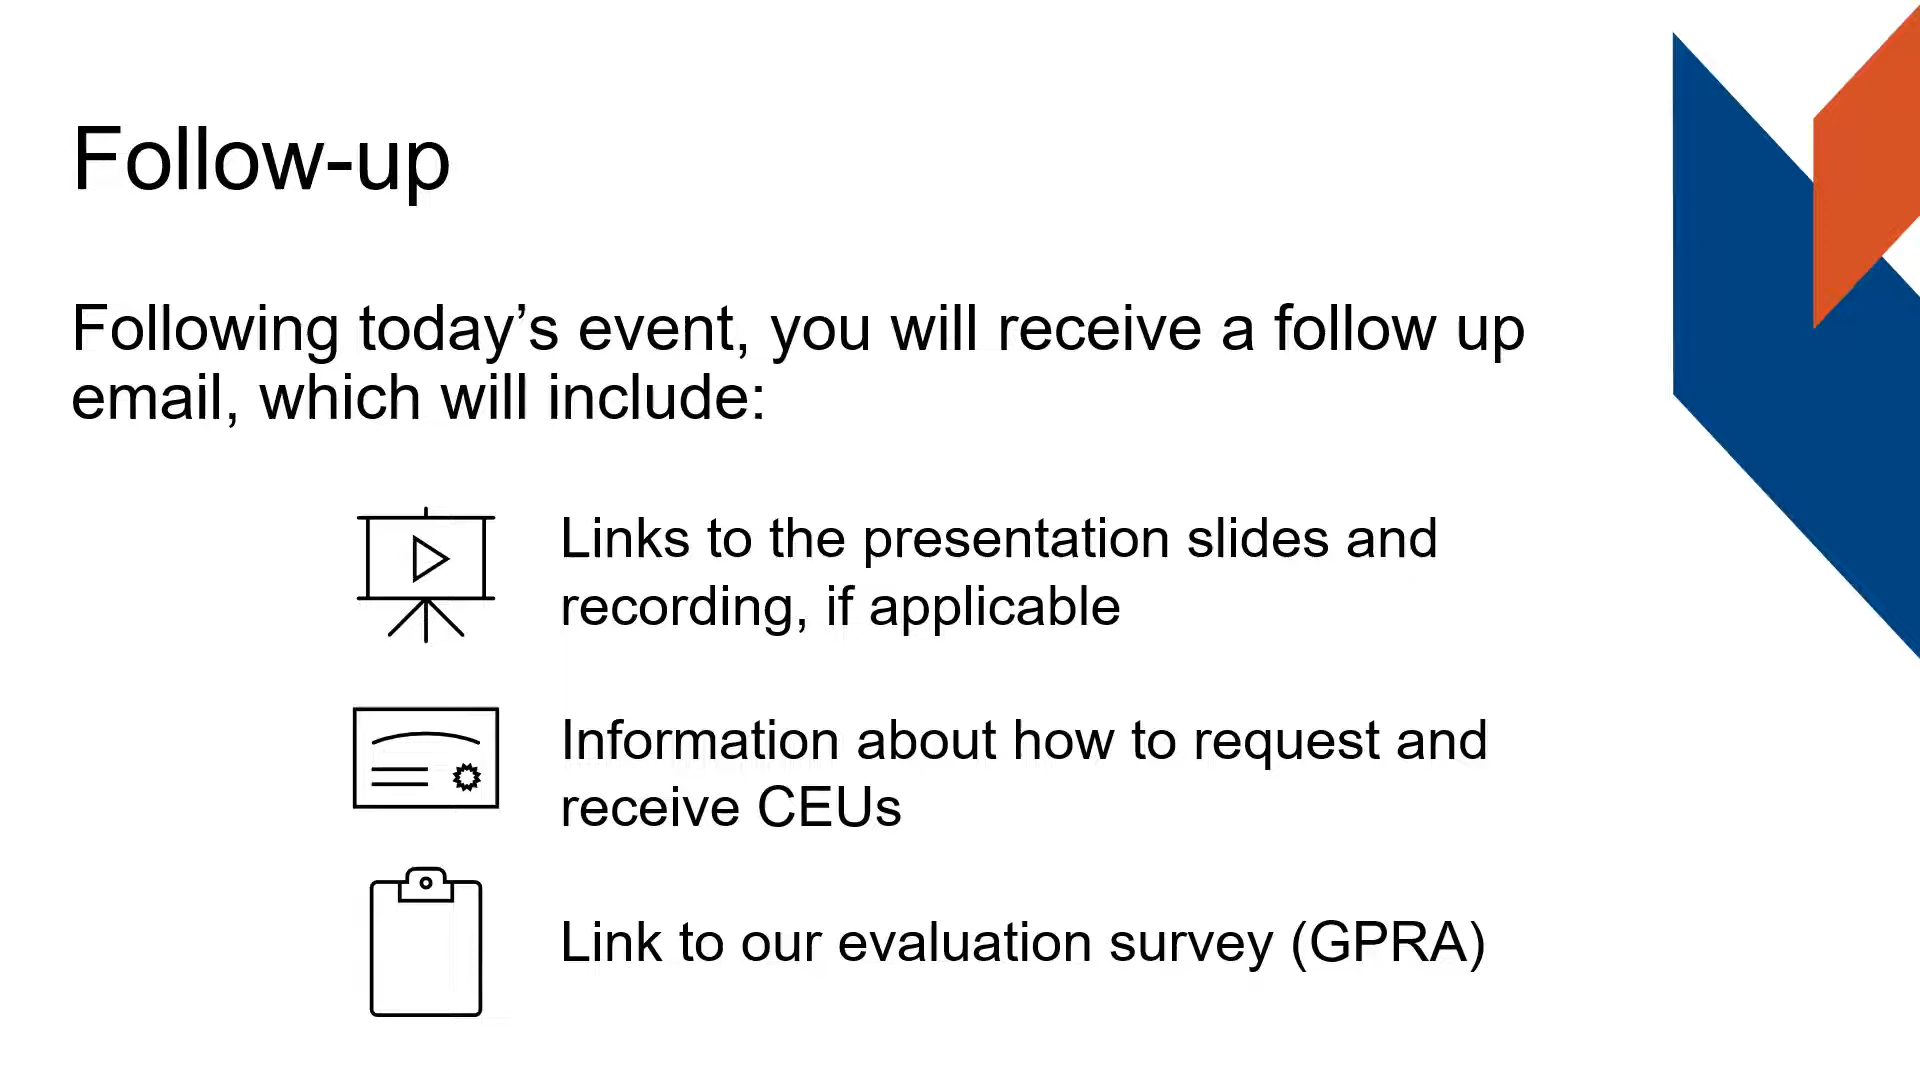 Follow-up
Following today’s event, you will receive a follow up
email, which will include:
Links to the presentation slides and
recording, if applicable
Information about how to request and
receive CEUs
Link to our evaluation survey (GPRA)